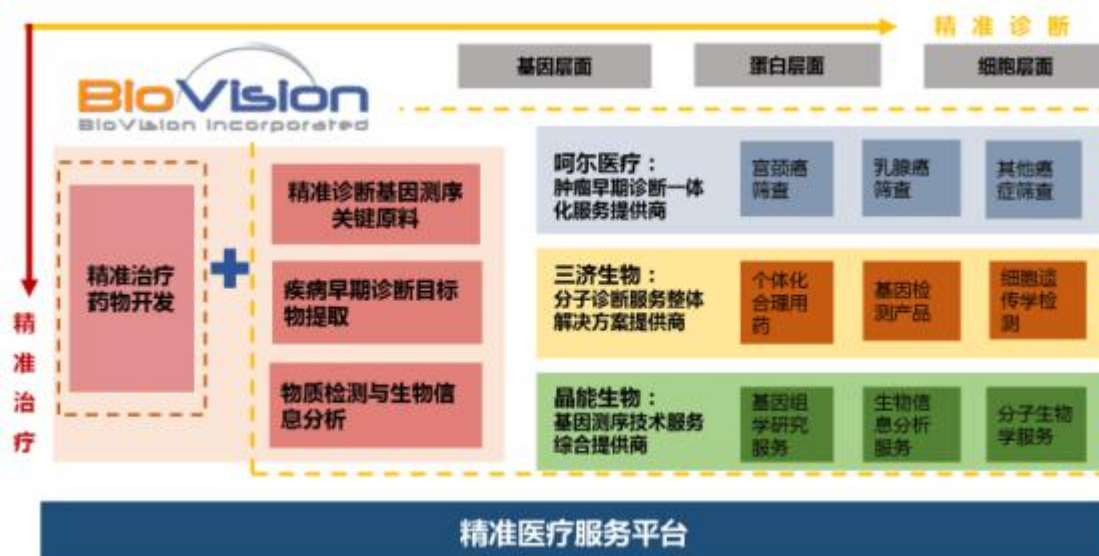 精准诊断
基因层面
蛋白层面
细胞层面
BioVision
BioVision Incorporated
精准治疗
精准治疗
药物开发
精准诊断基因测序
关键原料
疾病早期诊断目标
物提取
物质检测与生物信
息分析
呵尔医疗：
肿瘤早期诊断一体
化服务提供商
宫颈癌
筛查
乳腺癌
筛查
其他癌
症筛查
三济生物：
分子诊断服务整体
解决方案提供商
个体化
合理用
药
基因检
测产品
细胞遗
传学检
测
晶能生物：
基因测序技术服务
综合提供商
基因组
学研究
服务
生物信
息分析
服务
分子生物
学服务
精准医疗服务平台